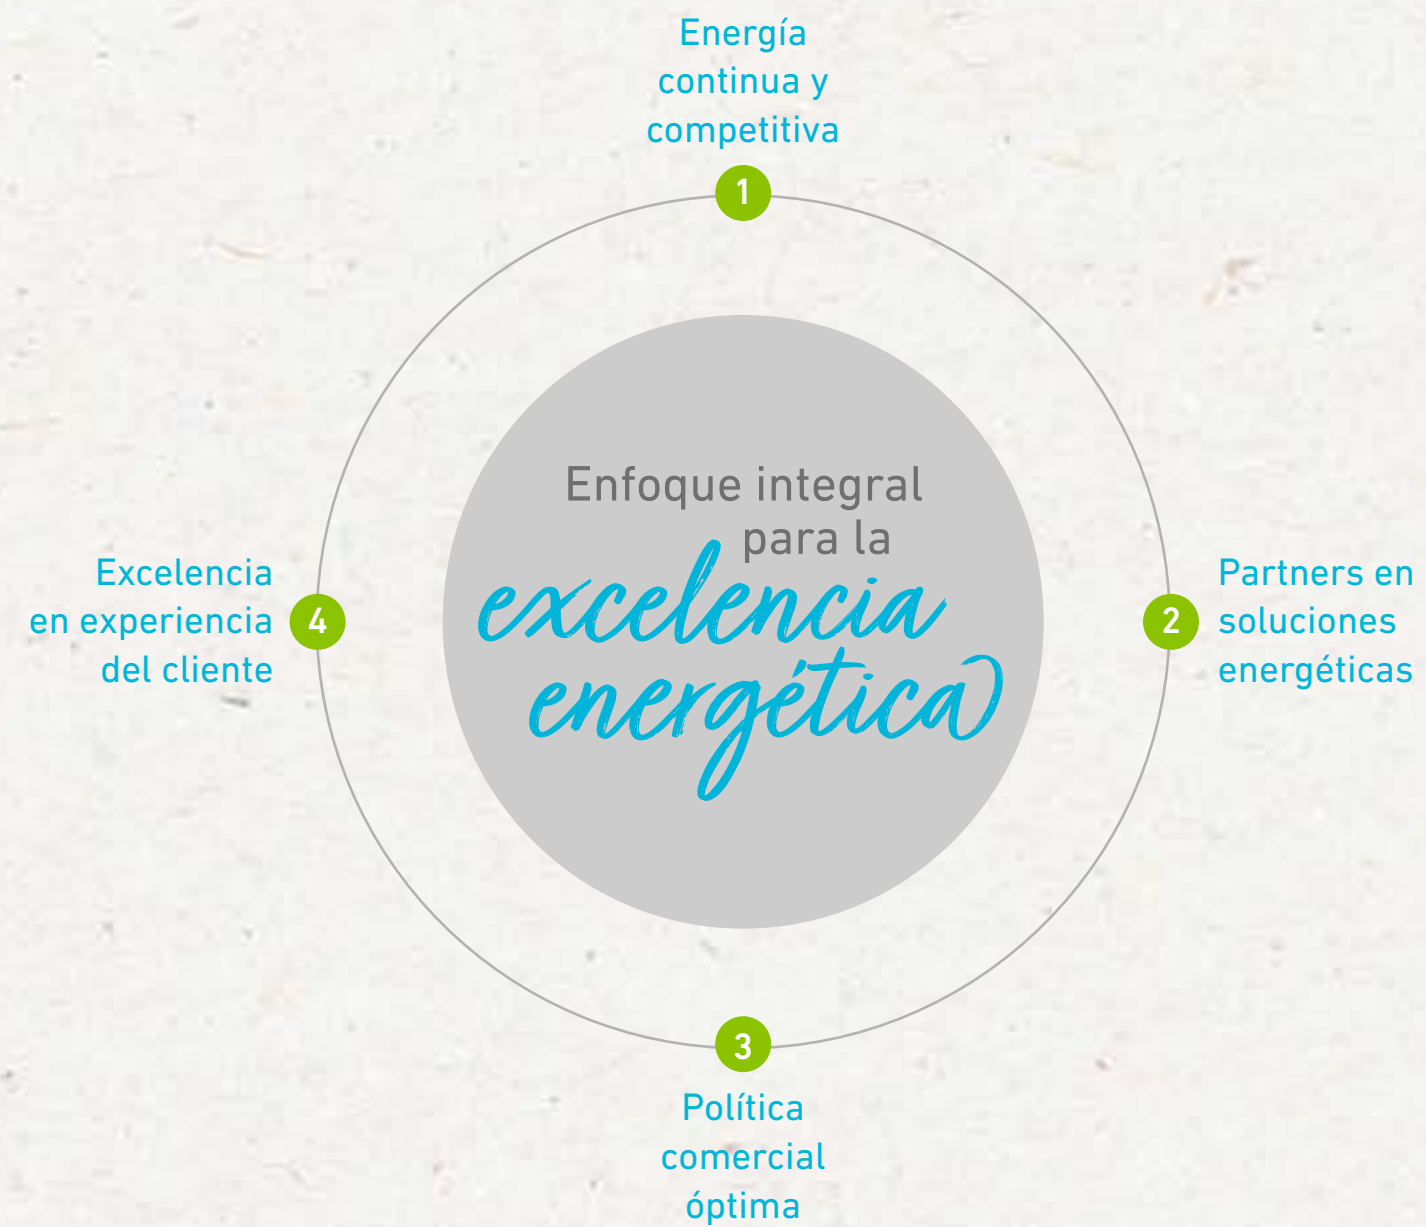 Energía
continua y
competitiva
1
Enfoque integral
para la
excelencia
energética
Partners en
soluciones
energéticas
2
Política
comercial
óptima
3
Excelencia
en experiencia
del cliente
4